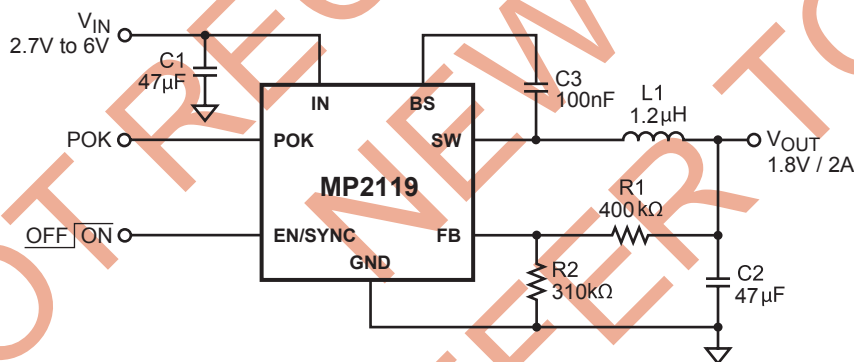 VIN
2.7V to 6V
C1
47µF
IN
BS
C3
100nF
L1
1.2µH
POK
POK
SW
VOUT
1.8V / 2A
MP2119
R1
400kΩ
OFF ON
EN/SYNC
FB
GND
R2
310kΩ
C2
47µF
NEW